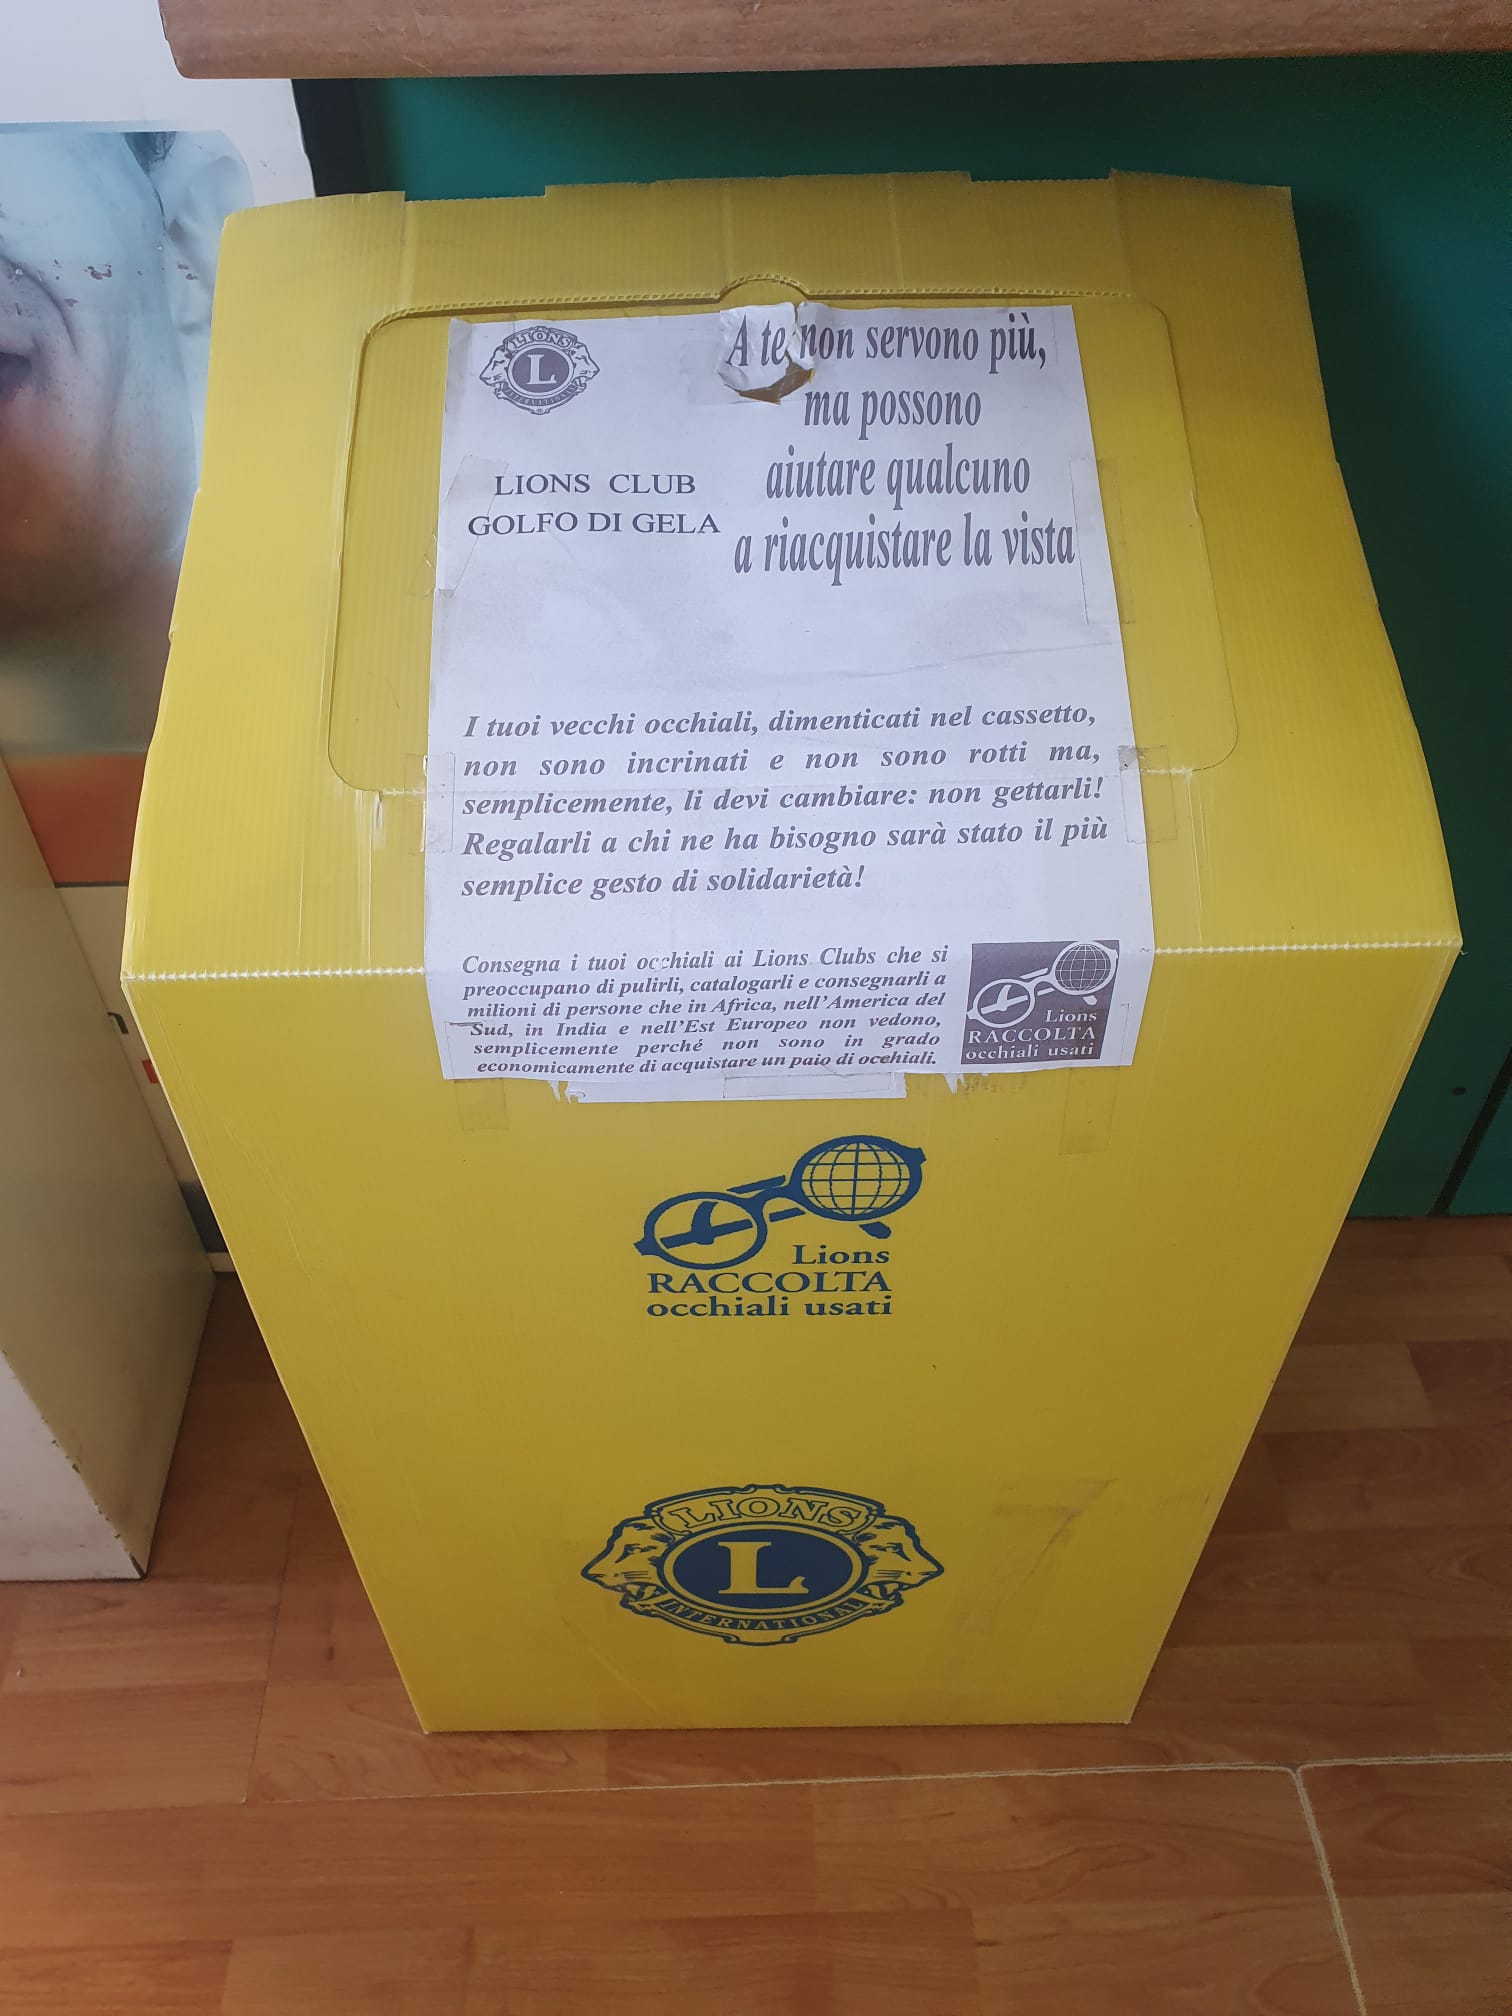 LIONS
L
INTERNATIONAL
LIONS CLUB
GOLFO DI GELA
A te non servono più,
ma possono
aiutare qualcuno
a riacquistare la vista
I tuoi vecchi occhiali, dimenticati nel cassetto,
non sono incrinati e non sono rotti ma,
semplicemente, li devi cambiare: non gettarli!
Regalarli a chi ne ha bisogno sarà stato il più
semplice gesto di solidarietà!
Consegna i tuoi occhiali ai Lions Clubs che si
preoccupano di pulirli, catalogarli e consegnarli a
milioni di persone che in Africa, nell'America del
Sud, in India e nell'Est Europeo non vedono,
semplicemente perché non sono in grado
economicamente di acquistare un paio di occhiali.
Lions
RACCOLTA
occhiali usati
Lions
RACCOLTA
occhiali usati
LIONS
L
INTERNATIONAL